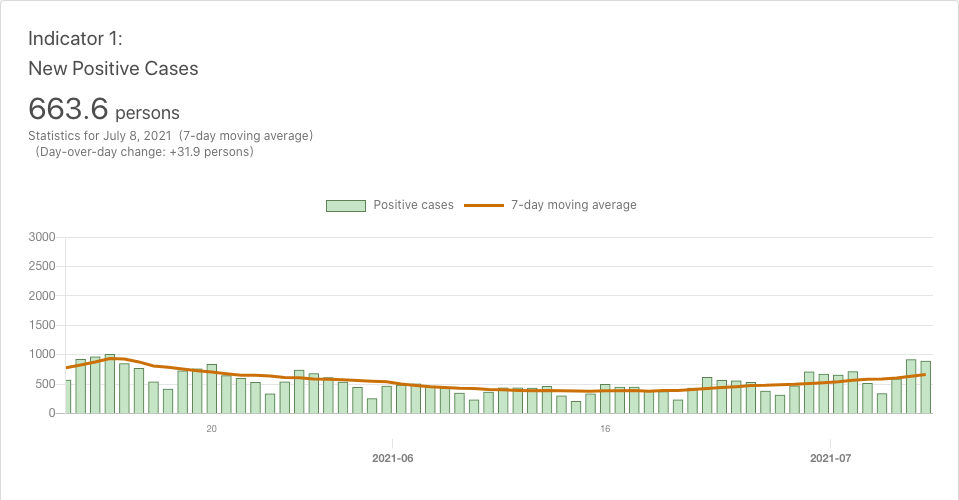 Indicator 1:
New Positive Cases
663.6 persons
Statistics for July 8, 2021 (7-day moving average)
(Day-over-day change: +31.9 persons)
Positive cases 7-day moving average
3000
2500
2000
1500
1000
500
0
20 16
2021-06 2021-07